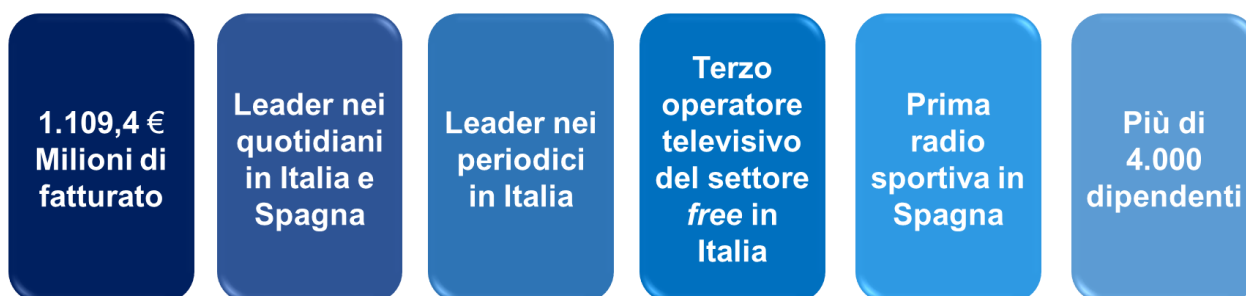 1.109,4 €
Milioni di
fatturato
Leader nei
quotidiani
in Italia e
Spagna
Leader nei
periodici
in Italia
Terzo
operatore
televisivo
del settore
free in
Italia
Prima
radio
sportiva in
Spagna
Più di
4.000
dipendenti